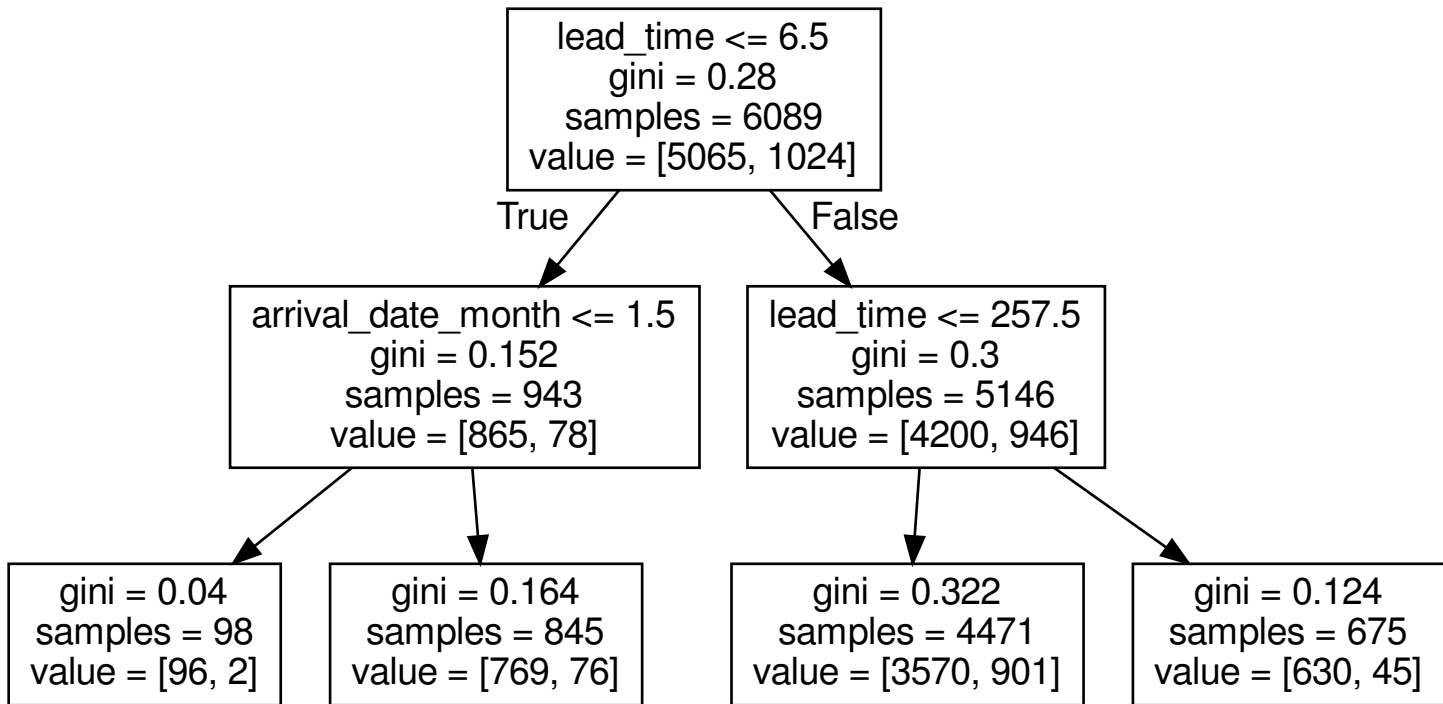 lead_time <= 6.5
gini = 0.28
samples = 6089
value = [5065, 1024]
True
False
arrival_date_month <= 1.5
gini = 0.152
samples = 943
value = [865, 78]
lead_time <= 257.5
gini = 0.3
samples = 5146
value = [4200, 946]
gini = 0.04
samples = 98
value = [96, 2]
gini = 0.164
samples = 845
value = [769, 76]
gini = 0.322
samples = 4471
value = [3570, 901]
gini = 0.124
samples = 675
value = [630, 45]